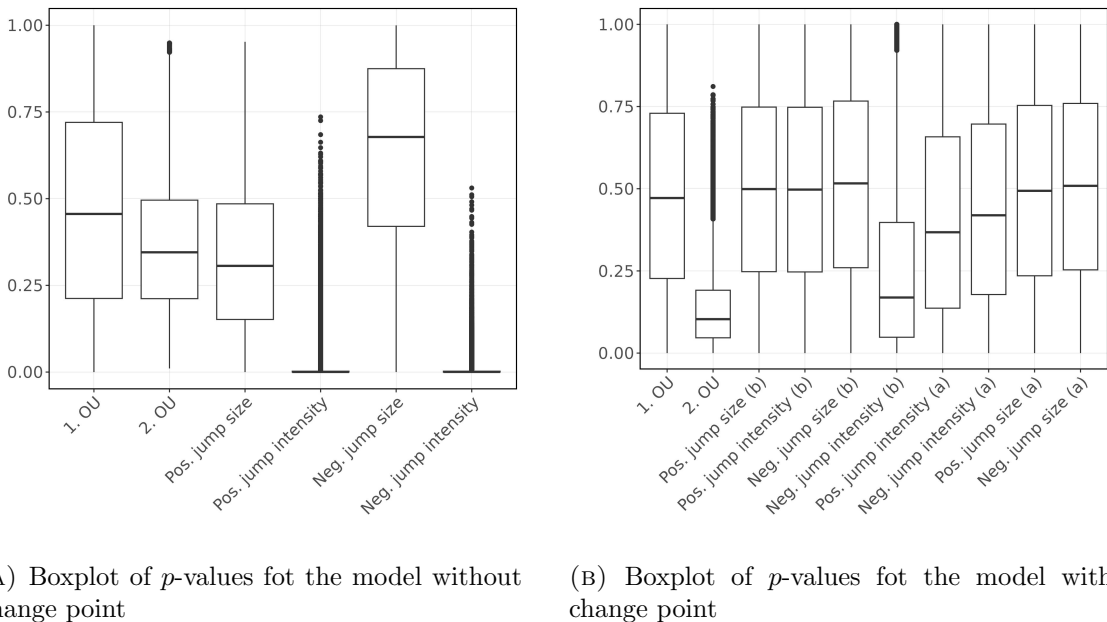 1.00
0.75
0.50
0.25
0.00
1. OU
2. OU
Pos. jump size
Pos. jump intensity
Neg. jump size
Neg. jump intensity
1.00
0.75
0.50
0.25
0.00
1. OU
2. OU
Pos. jump size (b)
Pos. jump intensity (b)
Neg. jump size (b)
Neg. jump intensity (b)
Pos. jump intensity (a)
Neg. jump intensity (a)
Pos. jump size (a)
Neg. jump size (a)
) Boxplot of p-values fot the model without
ange point
(B) Boxplot of p-values fot the model with
change point